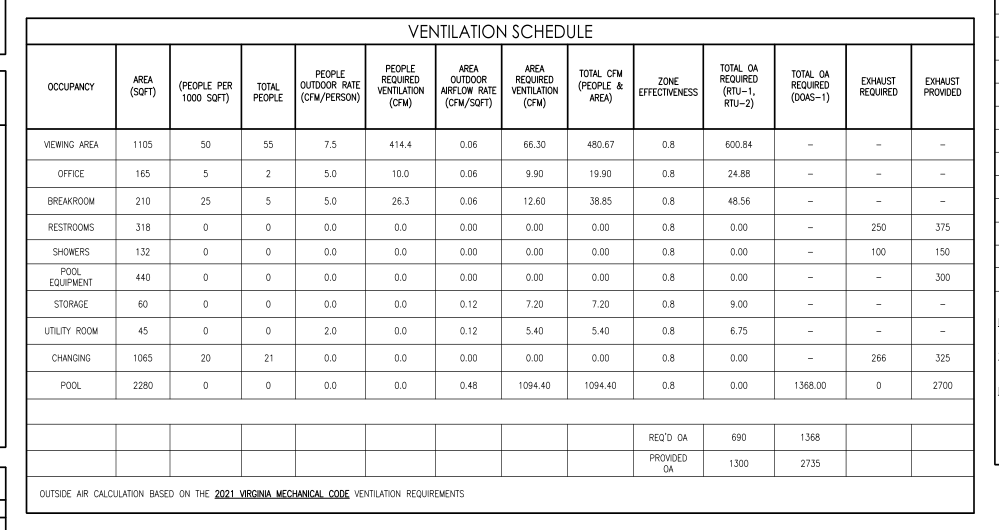 VENTILATION SCHEDULE
OCCUPANCY AREA (SQFT) (PEOPLE PER 1000 SQFT) TOTAL PEOPLE PEOPLE OUTDOOR RATE (CFM/PERSON) PEOPLE REQUIRED VENTILATION (CFM) AREA OUTDOOR AIRFLOW RATE (CFM/SQFT) AREA REQUIRED VENTILATION (CFM) TOTAL CFM (PEOPLE & AREA) ZONE EFFECTIVENESS TOTAL OA REQUIRED (RTU-1, RTU-2) TOTAL OA REQUIRED (DOAS-1) EXHAUST REQUIRED EXHAUST PROVIDED
VIEWING AREA 1105 50 55 7.5 414.4 0.06 66.30 480.67 0.8 600.84 - - -
OFFICE 165 5 2 5.0 10.0 0.06 9.90 19.90 0.8 24.88 - - -
BREAKROOM 210 25 5 5.0 26.3 0.06 12.60 38.85 0.8 48.56 - - -
RESTROOMS 318 0 0 0.0 0.0 0.00 0.00 0.00 0.8 0.00 - 250 375
SHOWERS 132 0 0 0.0 0.0 0.00 0.00 0.00 0.8 0.00 - 100 150
POOL EQUIPMENT 440 0 0 0.0 0.0 0.00 0.00 0.00 0.8 0.00 - - 300
STORAGE 60 0 0 0.0 0.0 0.12 7.20 7.20 0.8 9.00 - - -
UTILITY ROOM 45 0 0 2.0 0.0 0.12 5.40 5.40 0.8 6.75 - - -
CHANGING 1065 20 21 0.0 0.0 0.00 0.00 0.00 0.8 0.00 - 266 325
POOL 2280 0 0 0.0 0.0 0.48 1094.40 1094.40 0.8 0.00 1368.00 0 2700
REQ'D OA 690 1368
PROVIDED OA 1300 2735
OUTSIDE AIR CALCULATION BASED ON THE 2021 VIRGINIA MECHANICAL CODE VENTILATION REQUIREMENTS